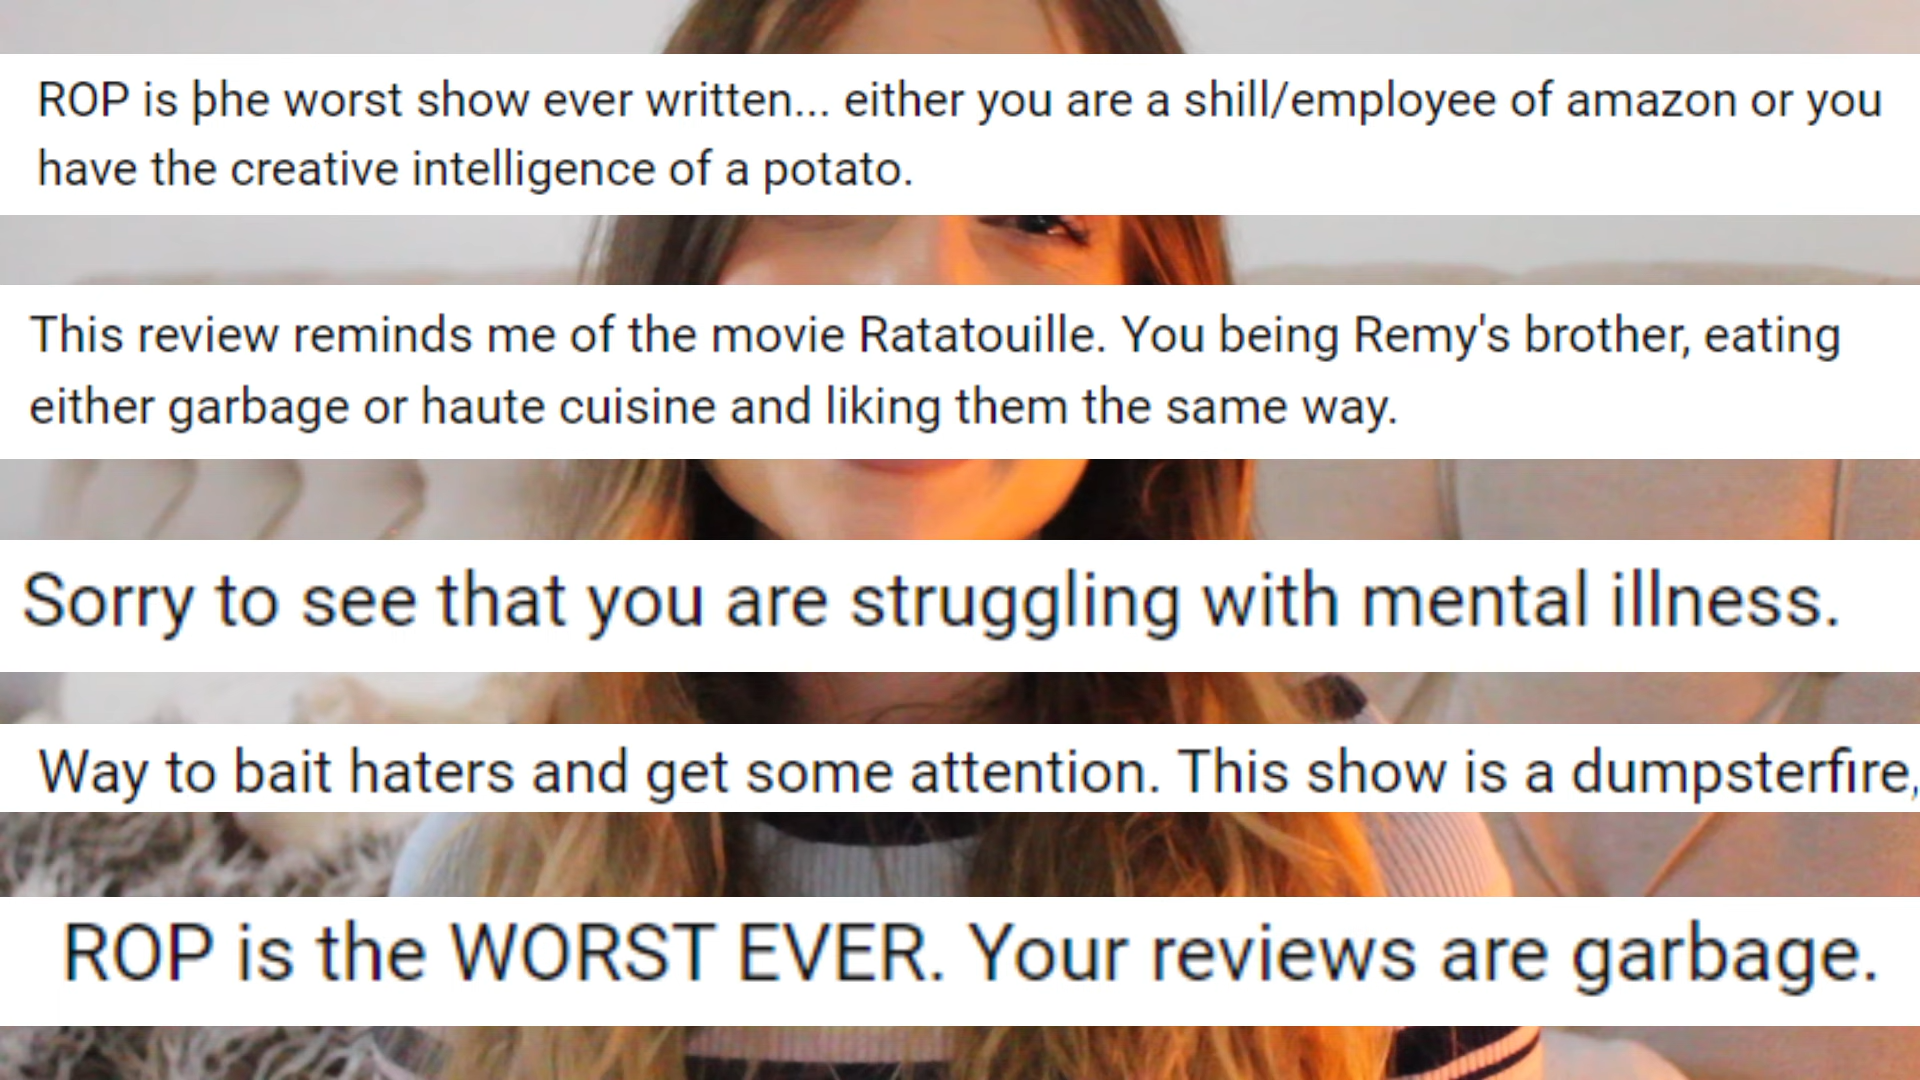 ROP is þhe worst show ever written... either you are a shill/employee of amazon or you
have the creative intelligence of a potato.
This review reminds me of the movie Ratatouille. You being Remy's brother, eating
either garbage or haute cuisine and liking them the same way.
Sorry to see that you are struggling with mental illness.
Way to bait haters and get some attention. This show is a dumpsterfire,
ROP is the WORST EVER. Your reviews are garbage.